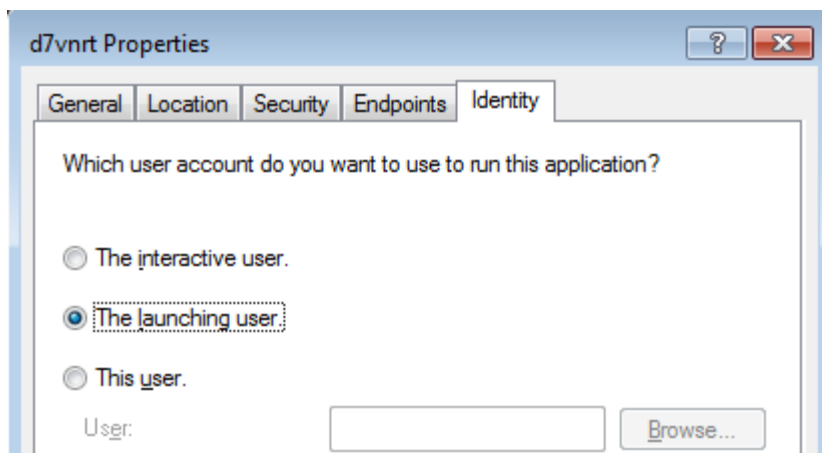 d7vnrt Properties
General Location Security Endpoints Identity
Which user account do you want to use to run this application?
The interactive user.
The launching user.
This user.
User: Browse...